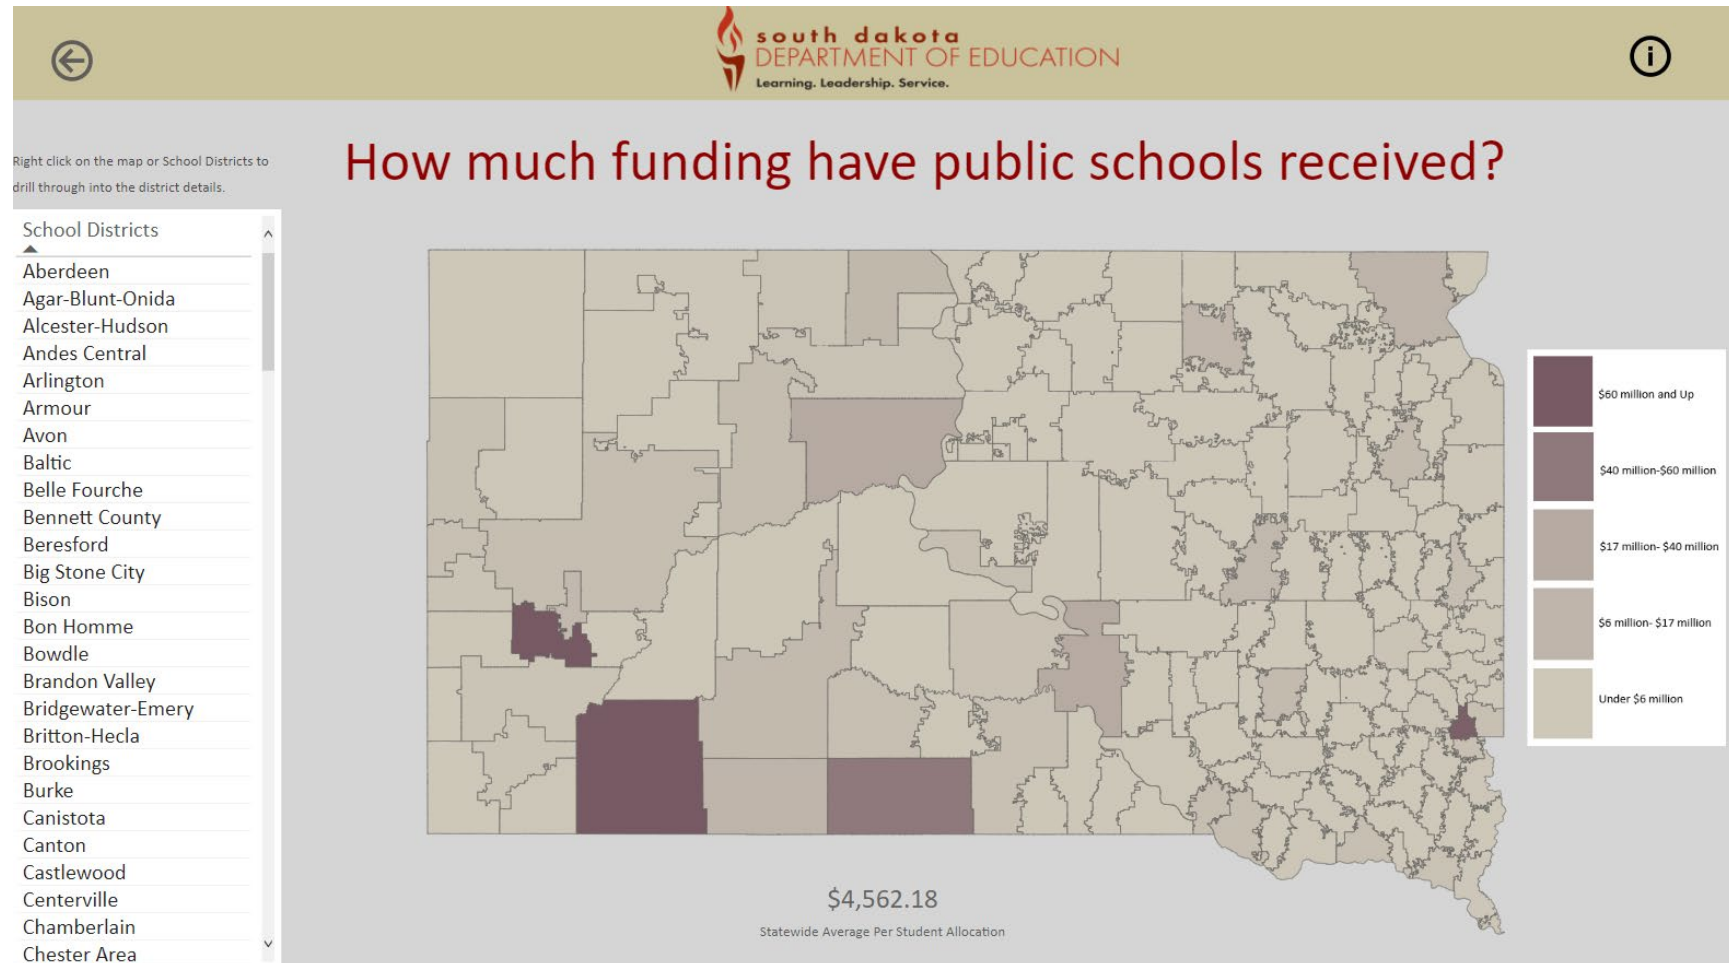 south dakota
DEPARTMENT OF EDUCATION
Learning. Leadership. Service.
i
Right click on the map or School Districts to
drill through into the district details.
How much funding have public schools received?
School Districts
Aberdeen
Agar-Blunt-Onida
Alcester-Hudson
Andes Central
Arlington
Armour
Avon
Baltic
Belle Fourche
Bennett County
Beresford
Big Stone City
Bison
Bon Homme
Bowdle
Brandon Valley
Bridgewater-Emery
Britton-Hecla
Brookings
Burke
Canistota
Canton
Castlewood
Centerville
Chamberlain
Chester Area
$60 million and Up
$40 million-$60 million
$17 million- $40 million
$6 million- $17 million
Under $6 million
$4,562.18
Statewide Average Per Student Allocation